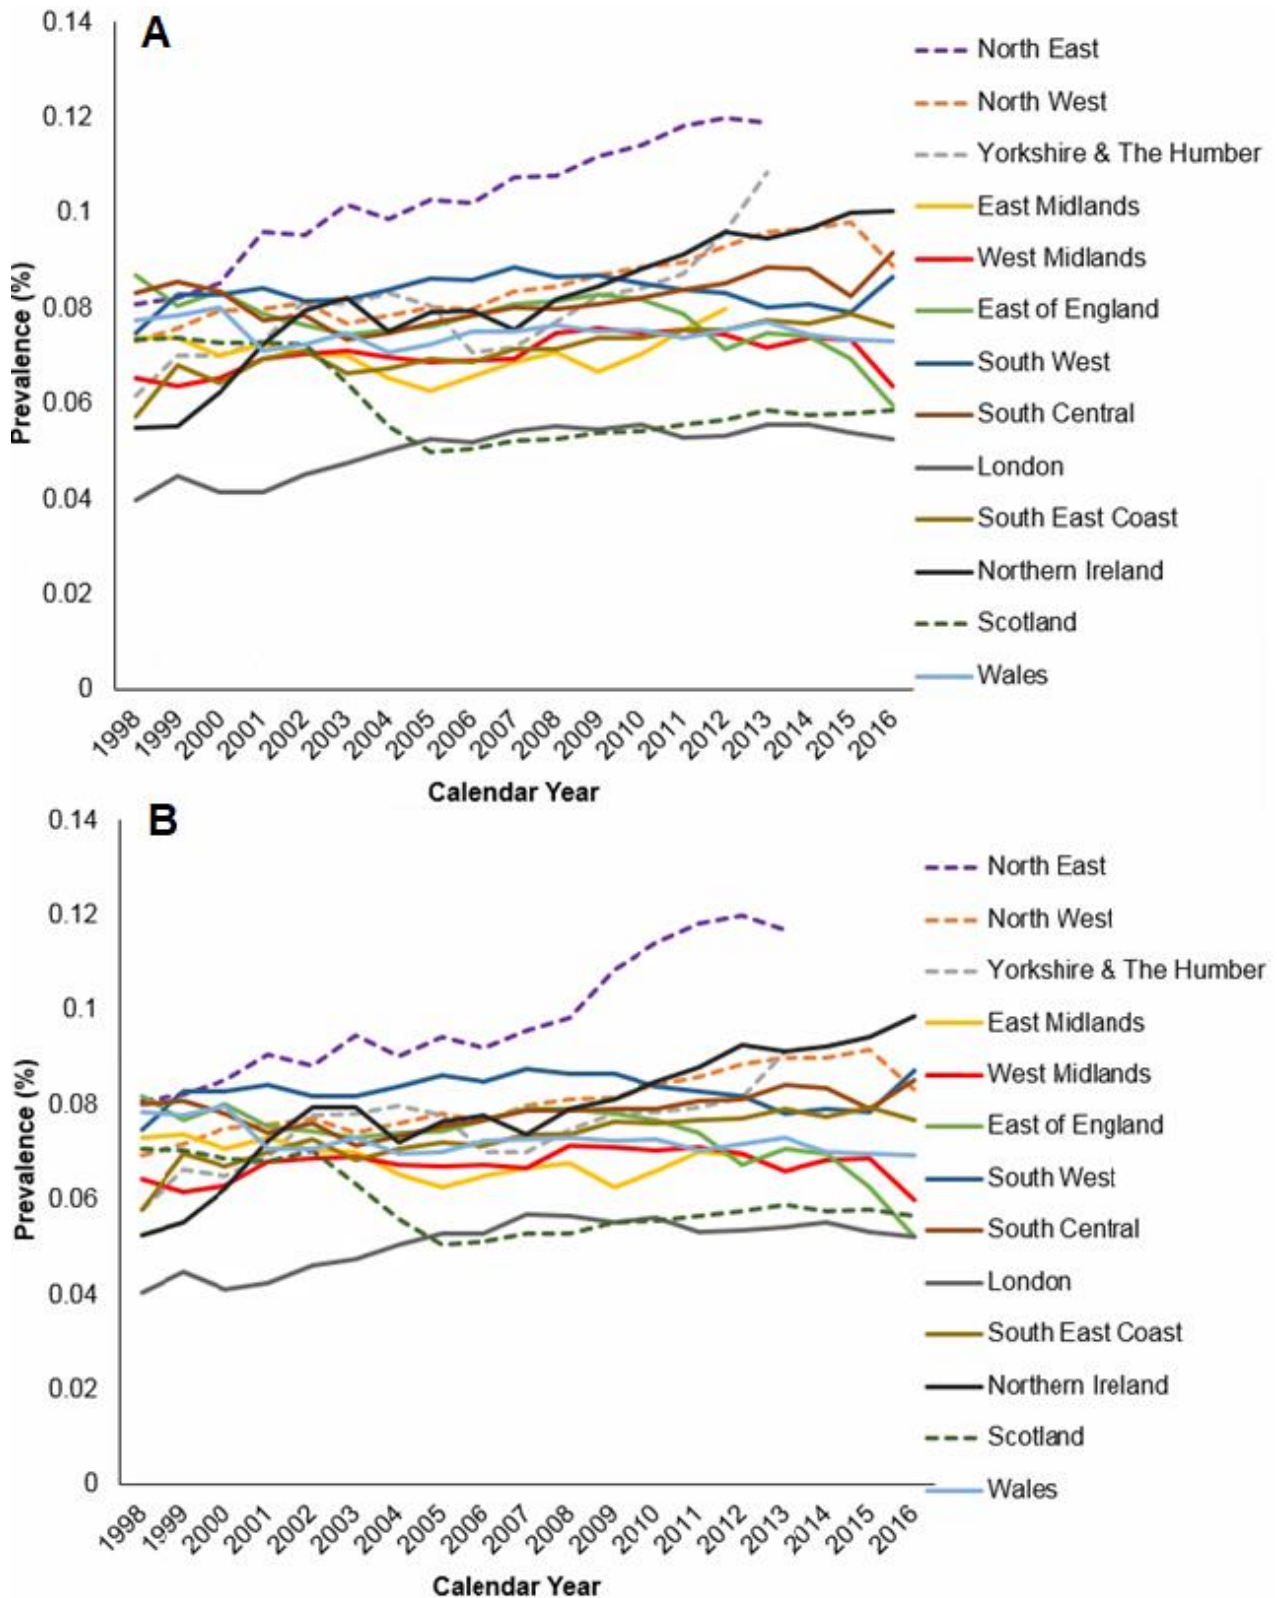 A
0.14
0.12
0.1
0.08
0.06
0.04
0.02
0
Prevalence (%)
1998
1999
2000
2001
2002
2003
2004
2005
2006
2007
2008
2009
2010
2011
2012
2013
2014
2015
2016
Calendar Year
North East
North West
Yorkshire & The Humber
East Midlands
West Midlands
East of England
South West
South Central
London
South East Coast
Northern Ireland
Scotland
Wales
B
0.14
0.12
0.1
0.08
0.06
0.04
0.02
0
Prevalence (%)
1998
1999
2000
2001
2002
2003
2004
2005
2006
2007
2008
2009
2010
2011
2012
2013
2014
2015
2016
Calendar Year
North East
North West
Yorkshire & The Humber
East Midlands
West Midlands
East of England
South West
South Central
London
South East Coast
Northern Ireland
Scotland
Wales